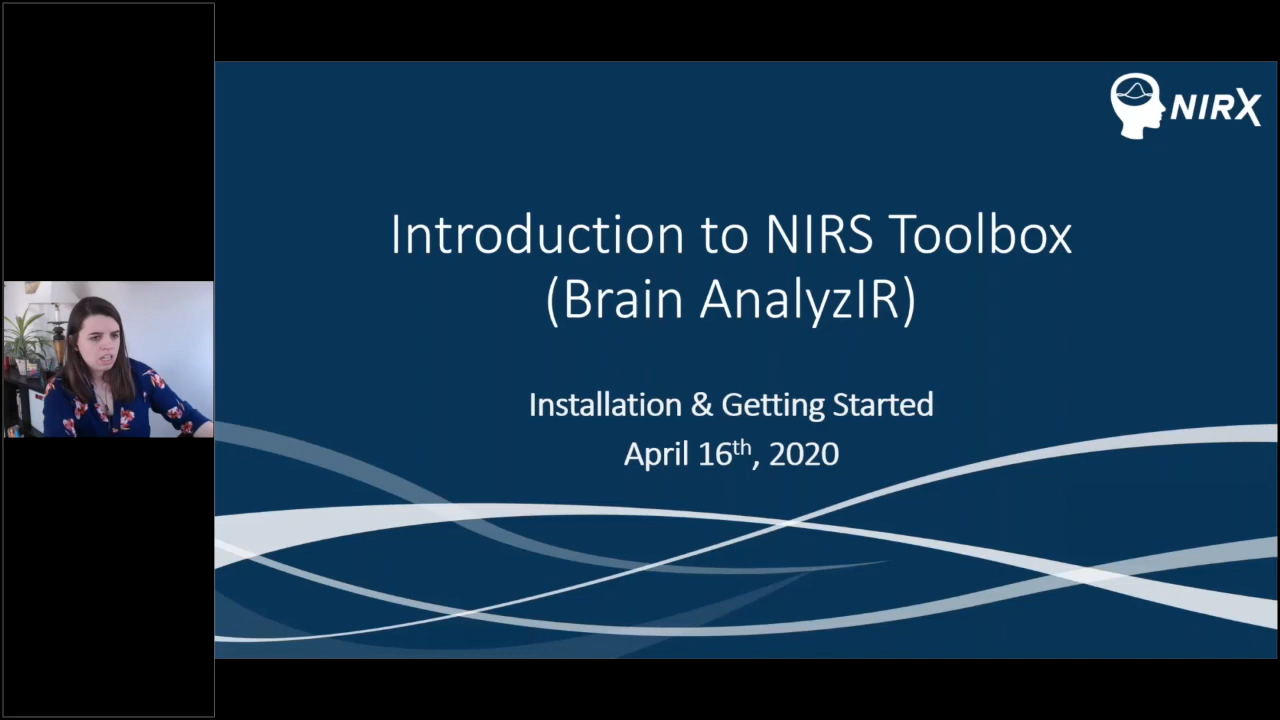 NIRX
Introduction to NIRS Toolbox
(Brain AnalyzIR)
Installation & Getting Started
April 16th, 2020